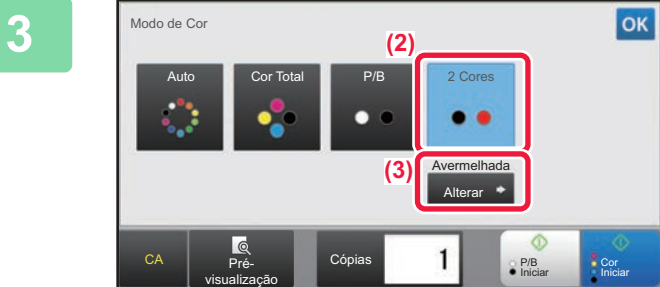 3
Modo de Cor
OK
(2)
Auto
Cor Total
P/B
2 Cores
(3)
Avermelhada
Alterar
CA
Pré-
visualização
Cópias
1
P/B
Iniciar
Cor
Iniciar